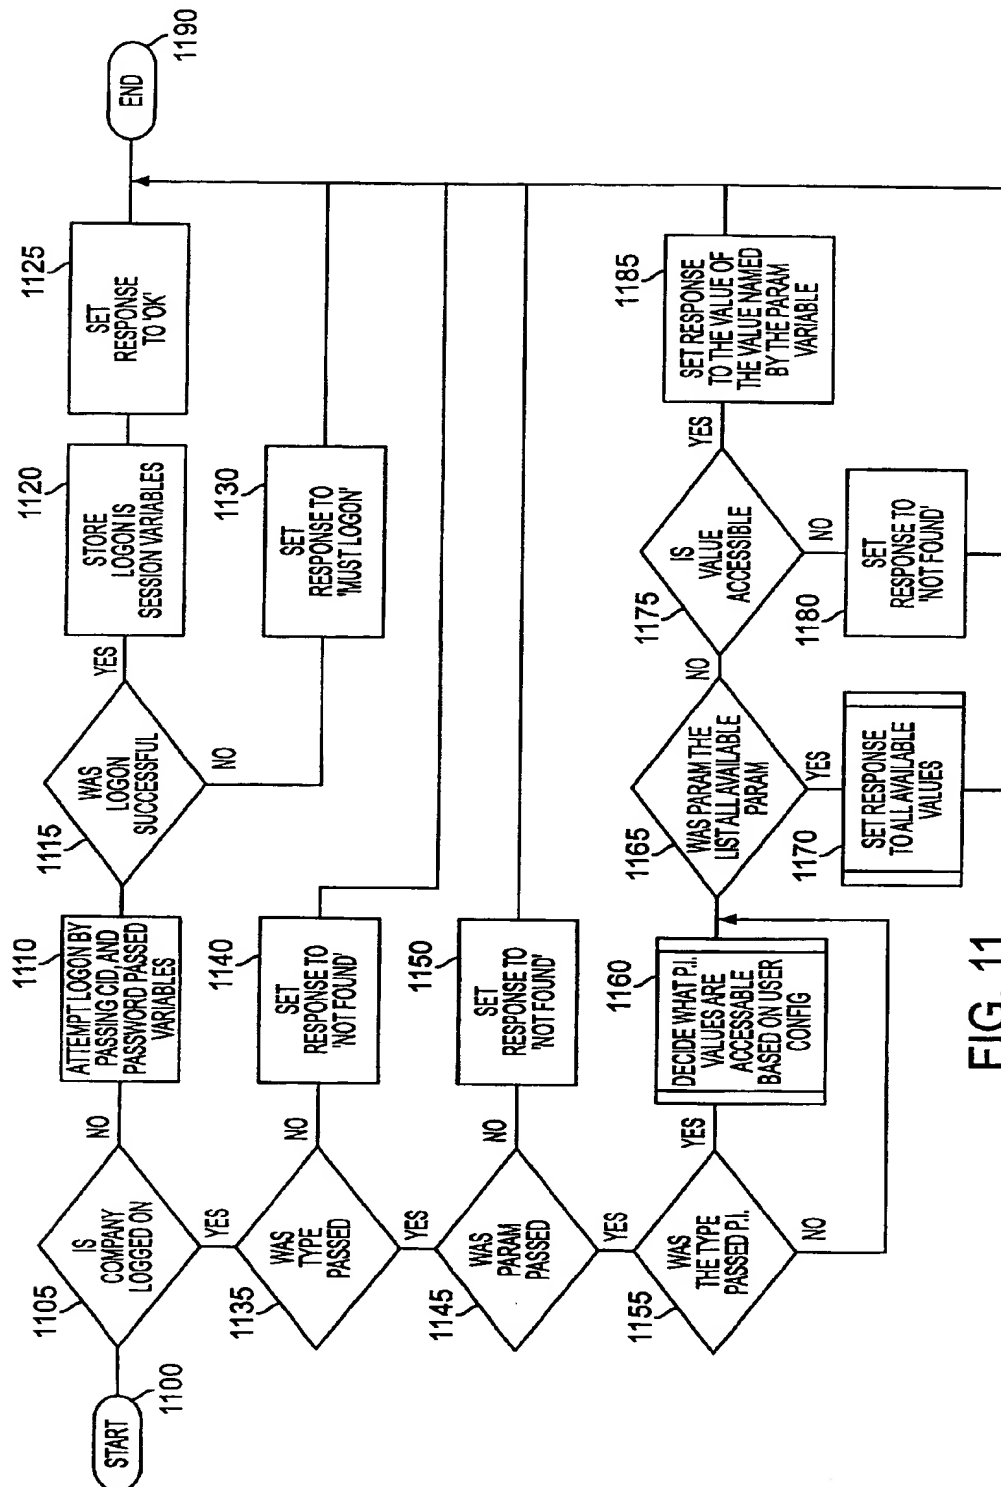 START
1100
IS
COMPANY
LOGGED ON
1105
NO
YES
ATTEMPT LOGON BY
PASSING CID, AND
PASSWORD PASSED
VARIABLES
1110
WAS
LOGON
SUCCESSFUL
1115
YES
NO
STORE
LOGON IS
SESSION VARIABLES
1120
SET
RESPONSE
TO 'OK'
1125
END
1190
SET
RESPONSE TO
'MUST LOGON'
1130
WAS
TYPE
PASSED
1135
NO
YES
SET
RESPONSE TO
'NOT FOUND'
1140
WAS
PARAM
PASSED
1145
NO
YES
SET
RESPONSE TO
'NOT FOUND'
1150
WAS
THE TYPE
PASSED P.I.
1155
YES
NO
DECIDE WHAT P.I.
VALUES ARE
ACCESSABLE
BASED ON USER
CONFIG
1160
WAS PARAM THE
LIST ALL AVAILABLE
PARAM
1165
NO
YES
SET RESPONSE
TO ALL AVAILABLE
VALUES
1170
IS
VALUE
ACCESSIBLE
1175
YES
NO
SET
RESPONSE TO
'NOT FOUND'
1180
SET RESPONSE
TO THE VALUE OF
THE VALUE NAMED
BY THE PARAM
VARIABLE
1185
FIG. 11